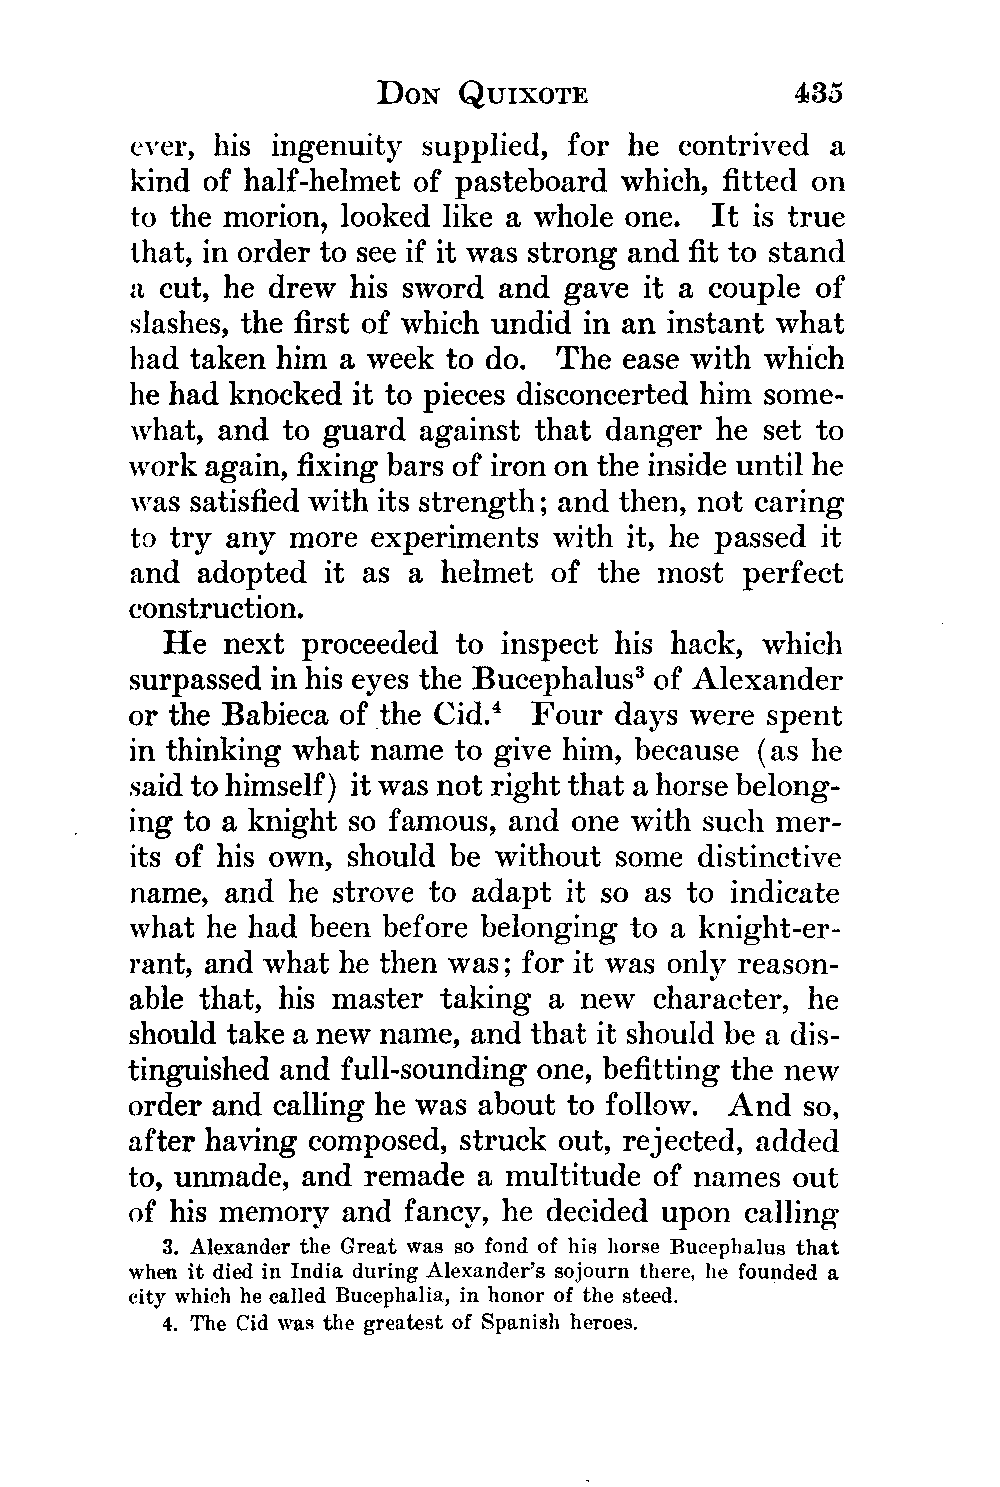 DON QUIXOTE 435
ever, his ingenuity supplied, for he contrived a
kind of half-helmet of pasteboard which, fitted on
to the morion, looked like a whole one. It is true
that, in order to see if it was strong and fit to stand
a cut, he drew his sword and gave it a couple of
slashes, the first of which undid in an instant what
had taken him a week to do. The ease with which
he had knocked it to pieces disconcerted him some-
what, and to guard against that danger he set to
work again, fixing bars of iron on the inside until he
was satisfied with its strength; and then, not caring
to try any more experiments with it, he passed it
and adopted it as a helmet of the most perfect
construction.
He next proceeded to inspect his hack, which
surpassed in his eyes the Bucephalus³ of Alexander
or the Babieca of the Cid.⁴ Four days were spent
in thinking what name to give him, because (as he
said to himself) it was not right that a horse belong-
ing to a knight so famous, and one with such mer-
its of his own, should be without some distinctive
name, and he strove to adapt it so as to indicate
what he had been before belonging to a knight-er-
rant, and what he then was; for it was only reason-
able that, his master taking a new character, he
should take a new name, and that it should be a dis-
tinguished and full-sounding one, befitting the new
order and calling he was about to follow. And so,
after having composed, struck out, rejected, added
to, unmade, and remade a multitude of names out
of his memory and fancy, he decided upon calling
3. Alexander the Great was so fond of his horse Bucephalus that
when it died in India during Alexander's sojourn there, he founded a
city which he called Bucephalia, in honor of the steed.
4. The Cid was the greatest of Spanish heroes.